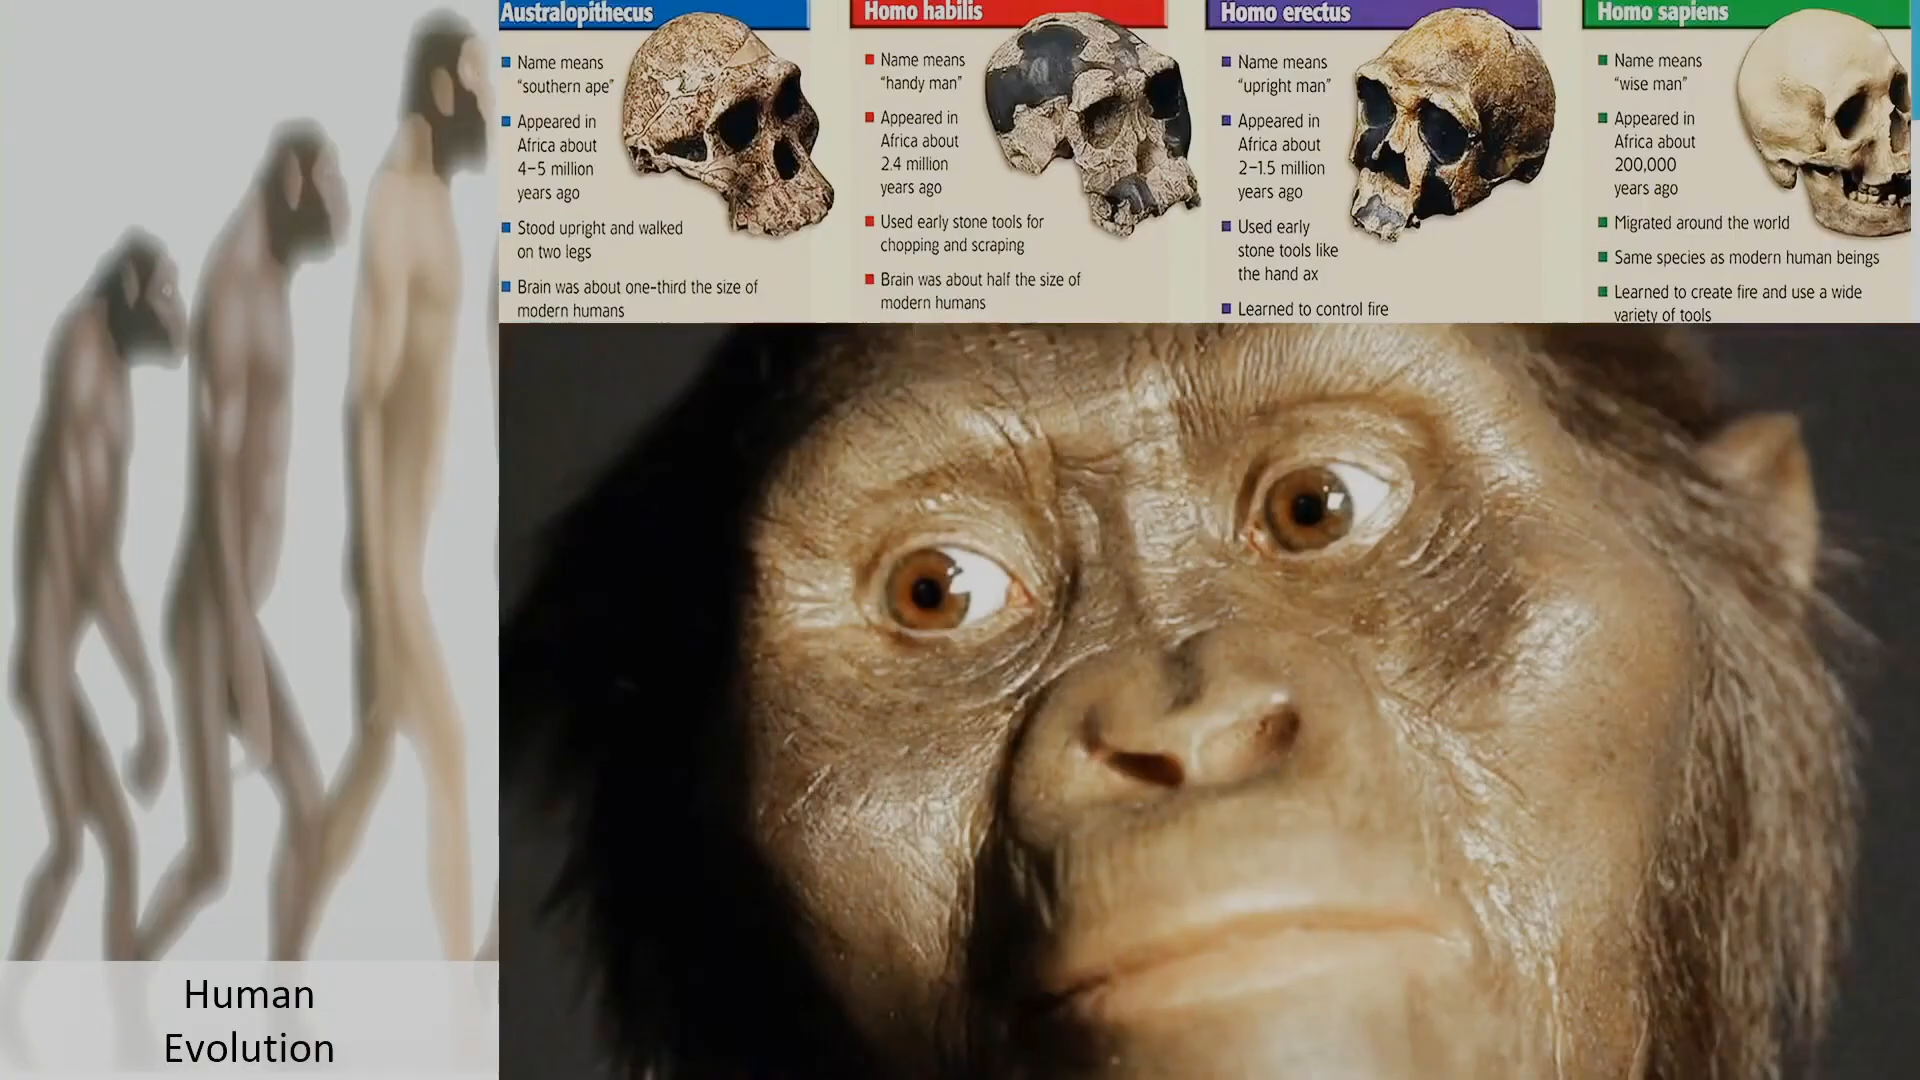 Australopithecus
Name means
“southern ape”
Appeared in
Africa about
4–5 million
years ago
Stood upright and walked
on two legs
Brain was about one-third the size of
modern humans
Homo habilis
Name means
“handy man”
Appeared in
Africa about
2.4 million
years ago
Used early stone tools for
chopping and scraping
Brain was about half the size of
modern humans
Homo erectus
Name means
“upright man”
Appeared in
Africa about
2–1.5 million
years ago
Used early
stone tools like
the hand ax
Learned to control fire
Homo sapiens
Name means
“wise man”
Appeared in
Africa about
200,000
years ago
Migrated around the world
Same species as modern human beings
Learned to create fire and use a wide
variety of tools
Human
Evolution